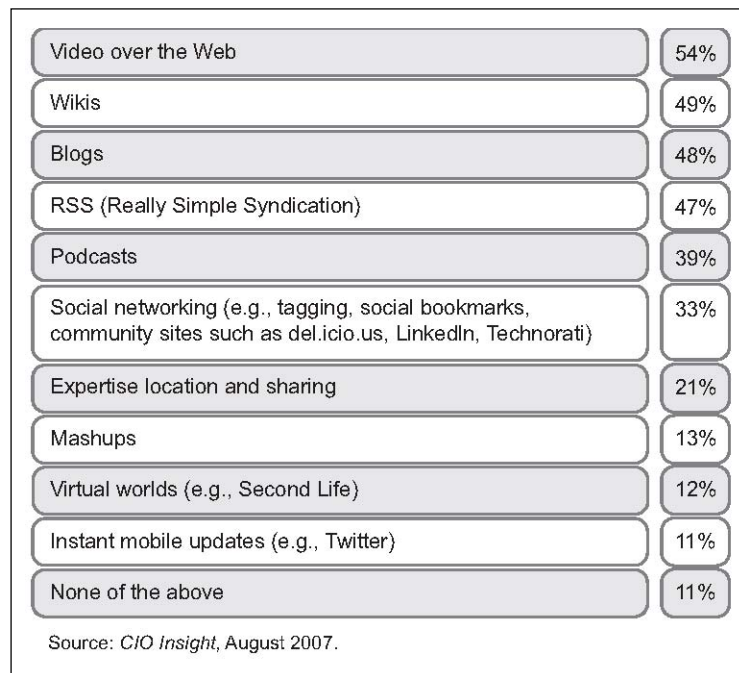 Video over the Web 54%
Wikis 49%
Blogs 48%
RSS (Really Simple Syndication) 47%
Podcasts 39%
Social networking (e.g., tagging, social bookmarks, 33%
community sites such as del.icio.us, LinkedIn, Technorati)
Expertise location and sharing 21%
Mashups 13%
Virtual worlds (e.g., Second Life) 12%
Instant mobile updates (e.g., Twitter) 11%
None of the above 11%
Source: CIO Insight, August 2007.